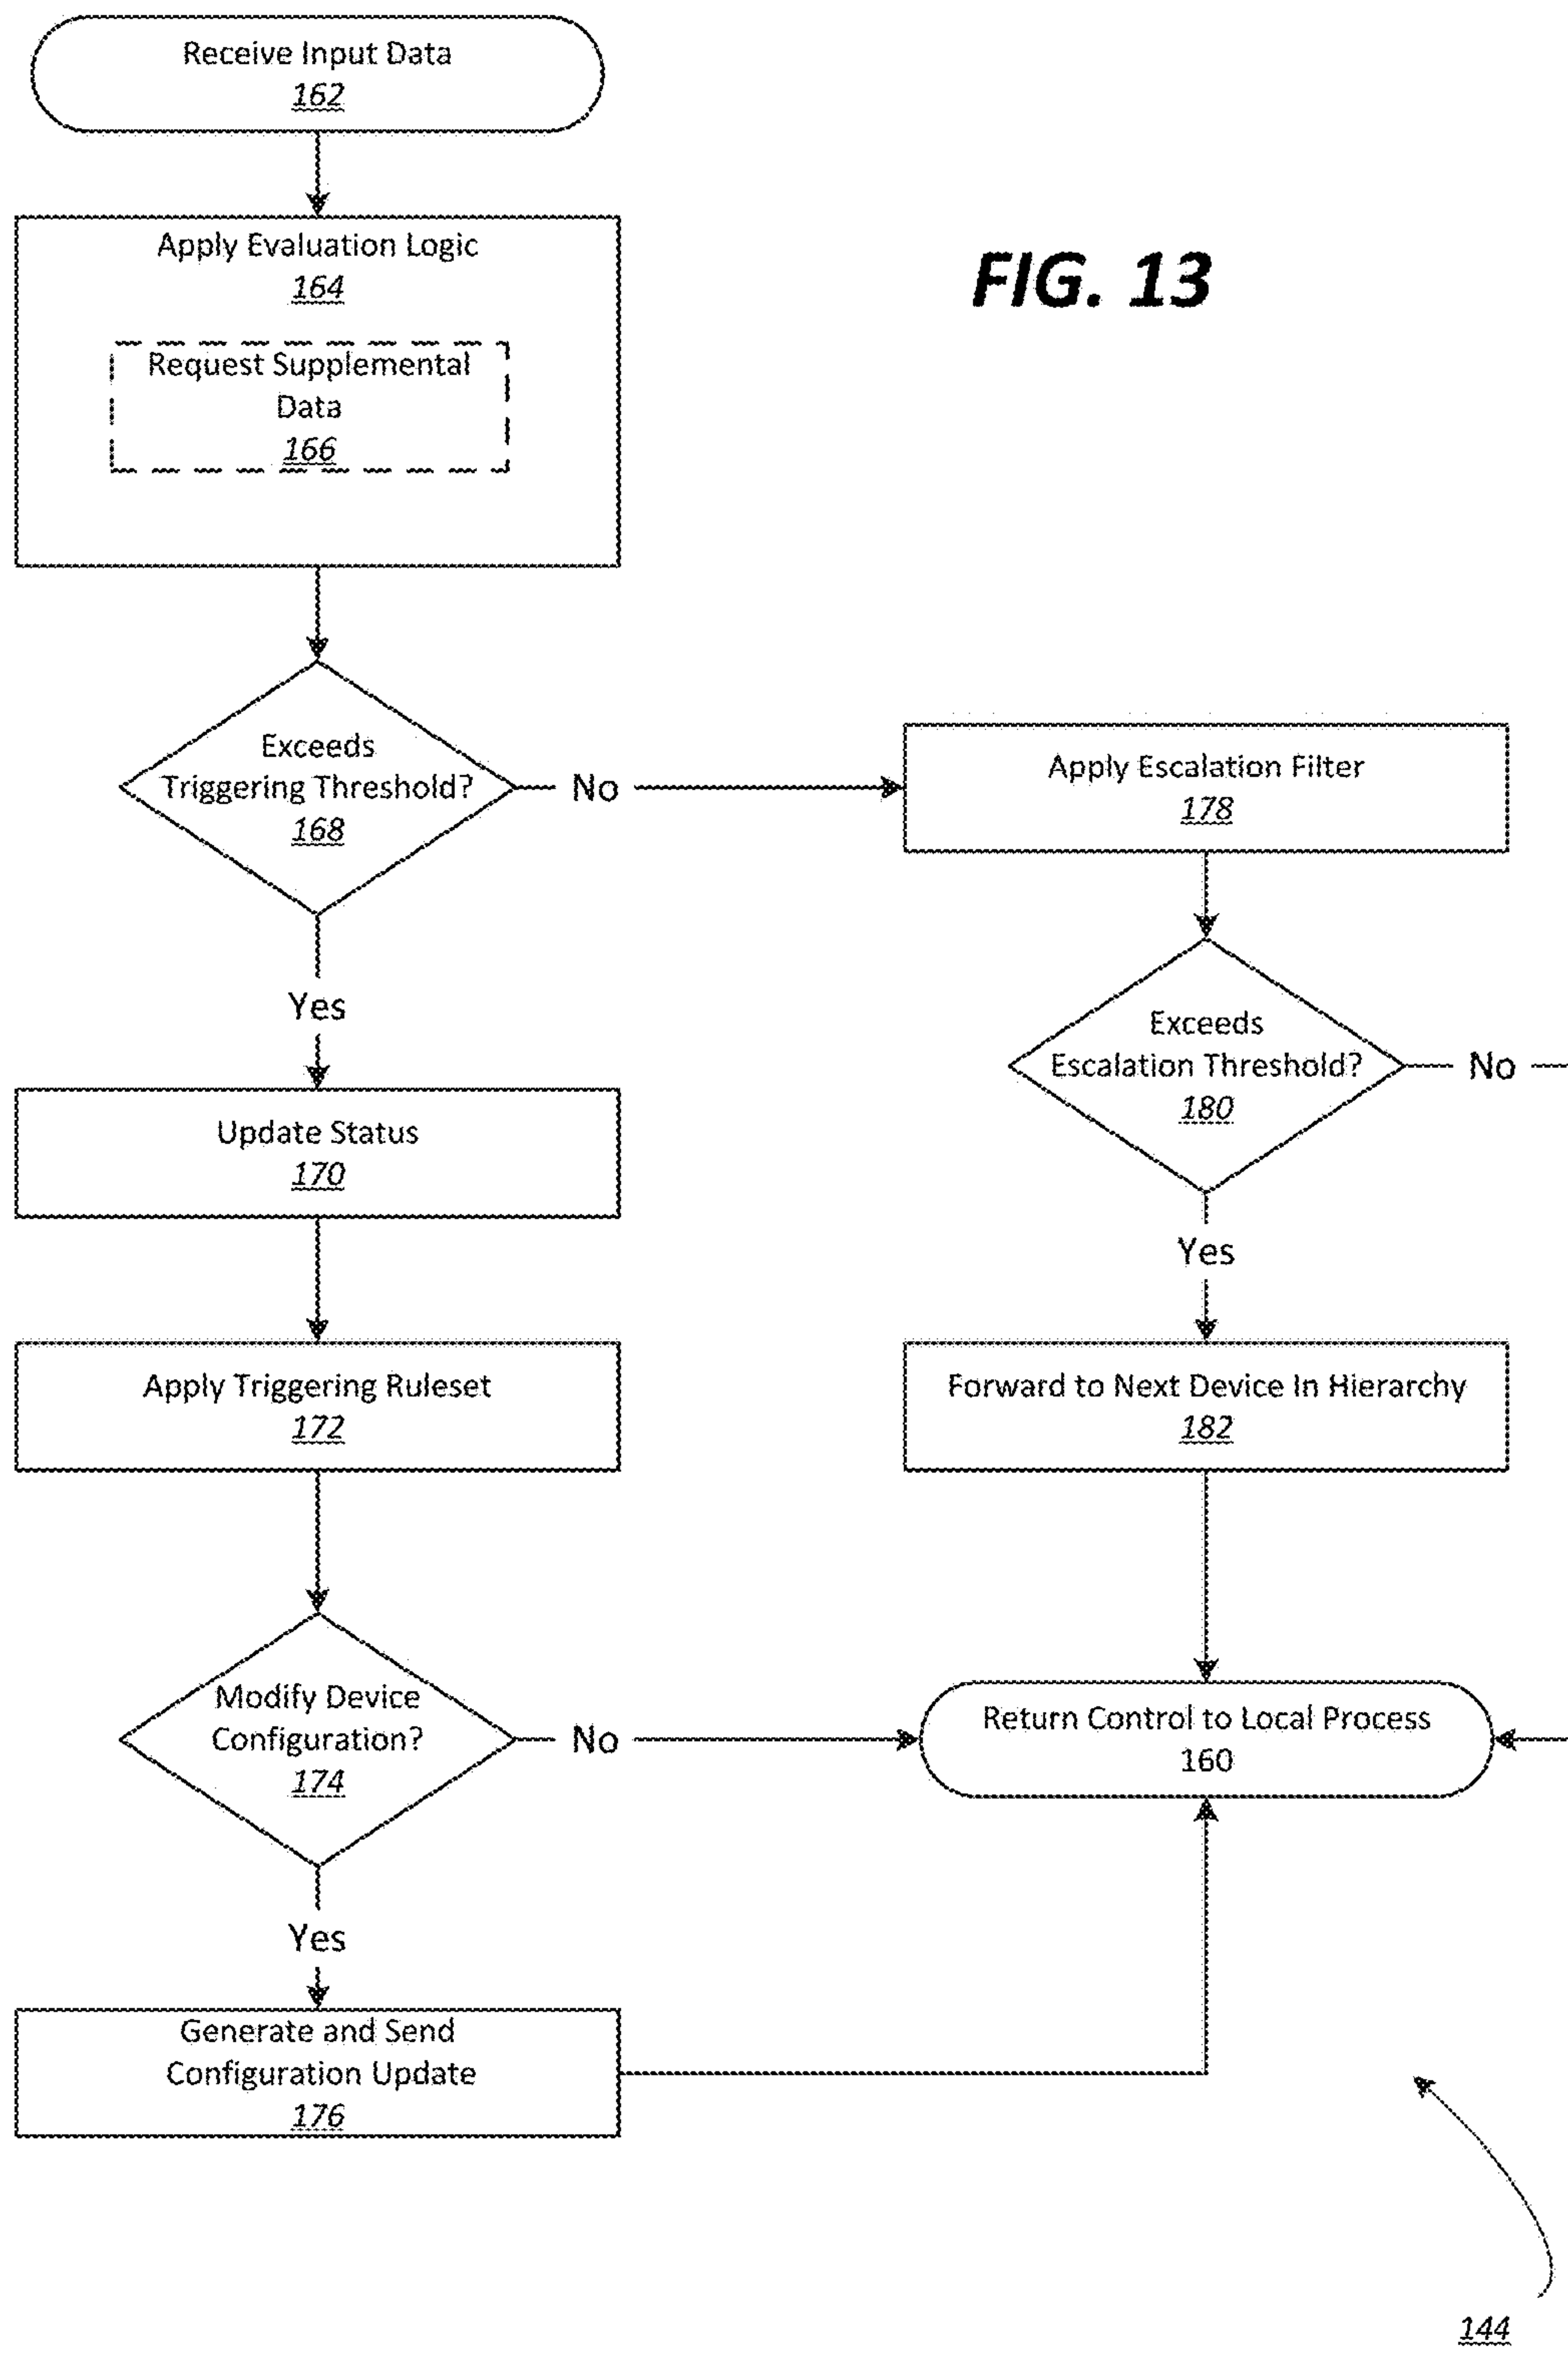 Receive Input Data
162
Apply Evaluation Logic
164
Request Supplemental
Data
166
FIG. 13
Exceeds
Triggering Threshold?
168
No
Apply Escalation Filter
178
Yes
Exceeds
Escalation Threshold?
180
No
Update Status
170
Yes
Apply Triggering Ruleset
172
Forward to Next Device In Hierarchy
182
Modify Device
Configuration?
174
No
Return Control to Local Process
160
Yes
Generate and Send
Configuration Update
176
144